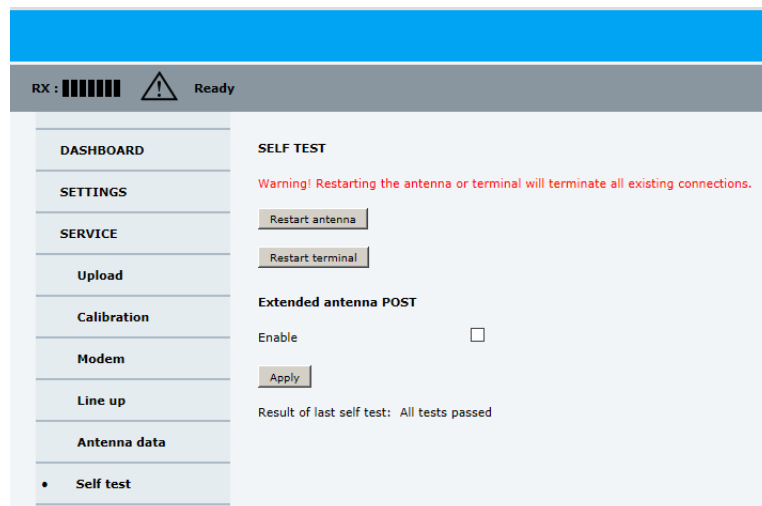 RX :
Ready
DASHBOARD
SETTINGS
SERVICE
Upload
Calibration
Modem
Line up
Antenna data
• Self test
SELF TEST
Warning! Restarting the antenna or terminal will terminate all existing connections.
Restart antenna
Restart terminal
Extended antenna POST
Enable
Apply
Result of last self test: All tests passed